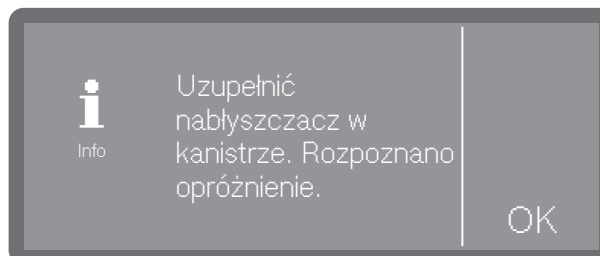 Uzupełnić
nabłyszczacz w
Info
kanistrze. Rozpoznano
opróżnienie.
OK